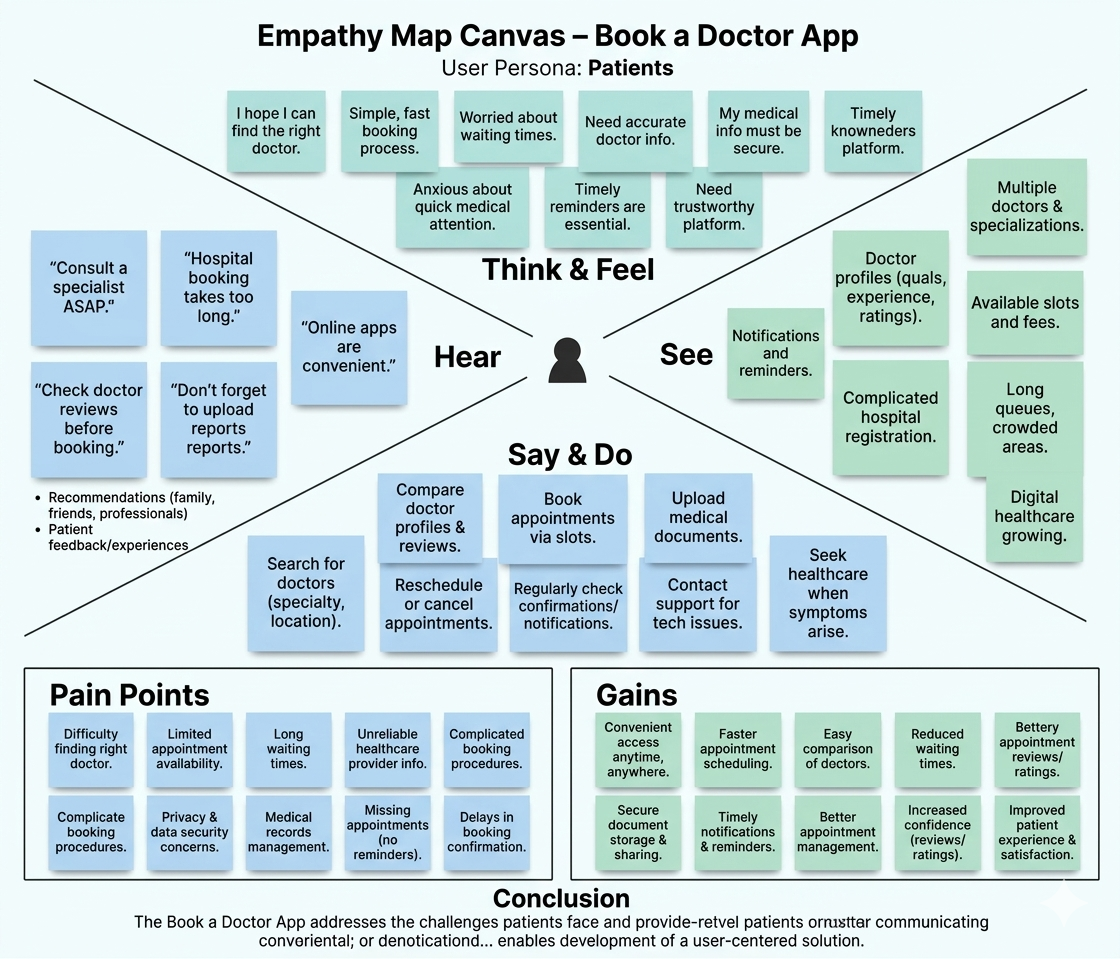 Empathy Map Canvas – Book a Doctor App
User Persona: Patients
I hope I can
find the right
doctor.
Simple, fast
booking
process.
Worried about
waiting times.
Need accurate
doctor info.
My medical
info must be
secure.
Timely
knowneders
platform.
Anxious about
quick medical
attention.
Timely
reminders are
essential.
Need
trustworthy
platform.
Think & Feel
“Consult a
specialist
ASAP.“
“Hospital
booking
takes too
long.”
“Online apps
are
convenient.”
“Check doctor
reviews
before
booking.”
“Don’t forget
to upload
reports
reports.”
• Recommendations (family,
friends, professionals)
• Patient
feedback/experiences
Hear
See
Notifications
and
reminders.
Doctor
profiles (quals,
experience,
ratings).
Multiple
doctors &
specializations.
Available slots
and fees.
Complicated
hospital
registration.
Long
queues,
crowded
areas.
Digital
healthcare
growing.
Say & Do
Compare
doctor
profiles &
reviews.
Book
appointments
via slots.
Upload
medical
documents.
Search for
doctors
(specialty,
location).
Reschedule
or cancel
appointments.
Regularly check
confirmations/
notifications.
Contact
support for
tech issues.
Seek
healthcare
when
symptoms
arise.
Pain Points
Difficulty
finding right
doctor.
Limited
appointment
availability.
Long
waiting
times.
Unreliable
healthcare
provider info.
Complicated
booking
procedures.
Complicate
booking
procedures.
Privacy &
data security
concerns.
Medical
records
management.
Missing
appointments
(no
reminders).
Delays in
booking
confirmation.
Gains
Convenient
access
anytime,
anywhere.
Faster
appointment
scheduling.
Easy
comparison
of dectors.
Reduced
waiting
times.
Bettery
appointment
reviews/
ratings.
Secure
document
storage &
sharing.
Timely
notifications
& reminders.
Better
appointment
management.
Increased
confidence
(reviews/
ratings).
Improved
patient
experience &
satisfaction.
Conclusion
The Book a Doctor App addresses the challenges patients face and provide-retvel patients communicating
converiental; or denoticationd... enables development of a user-centered solution.